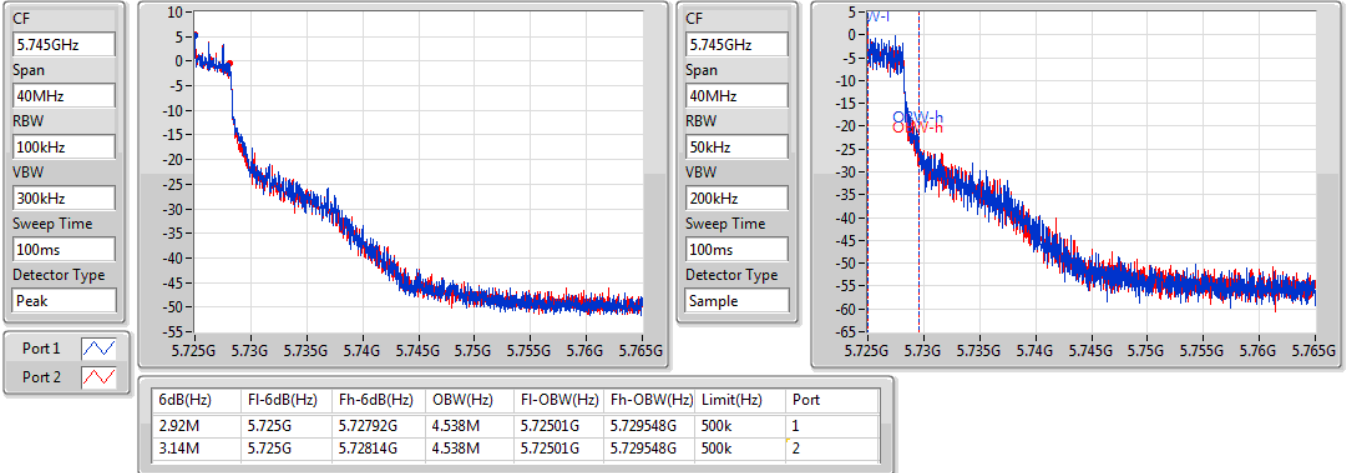 CF
5.745GHz
Span
40MHz
RBW
100kHz
VBW
300kHz
Sweep Time
100ms
Detector Type
Peak
Port 1
Port 2
10
5
0
-5
-10
-15
-20
-25
-30
-35
-40
-45
-50
-55
5.725G 5.73G 5.735G 5.74G 5.745G 5.75G 5.755G 5.76G 5.765G
CF
5.745GHz
Span
40MHz
RBW
50kHz
VBW
200kHz
Sweep Time
100ms
Detector Type
Sample
5
0
-5
-10
-15
-20
-25
-30
-35
-40
-45
-50
-55
-60
-65
W-l
OBW-h
OBW-h
5.725G 5.73G 5.735G 5.74G 5.745G 5.75G 5.755G 5.76G 5.765G
6dB(Hz) Fl-6dB(Hz) Fh-6dB(Hz) OBW(Hz) Fl-OBW(Hz) Fh-OBW(Hz) Limit(Hz) Port
2.92M 5.725G 5.72792G 4.538M 5.72501G 5.729548G 500k 1
3.14M 5.725G 5.72814G 4.538M 5.72501G 5.729548G 500k 2